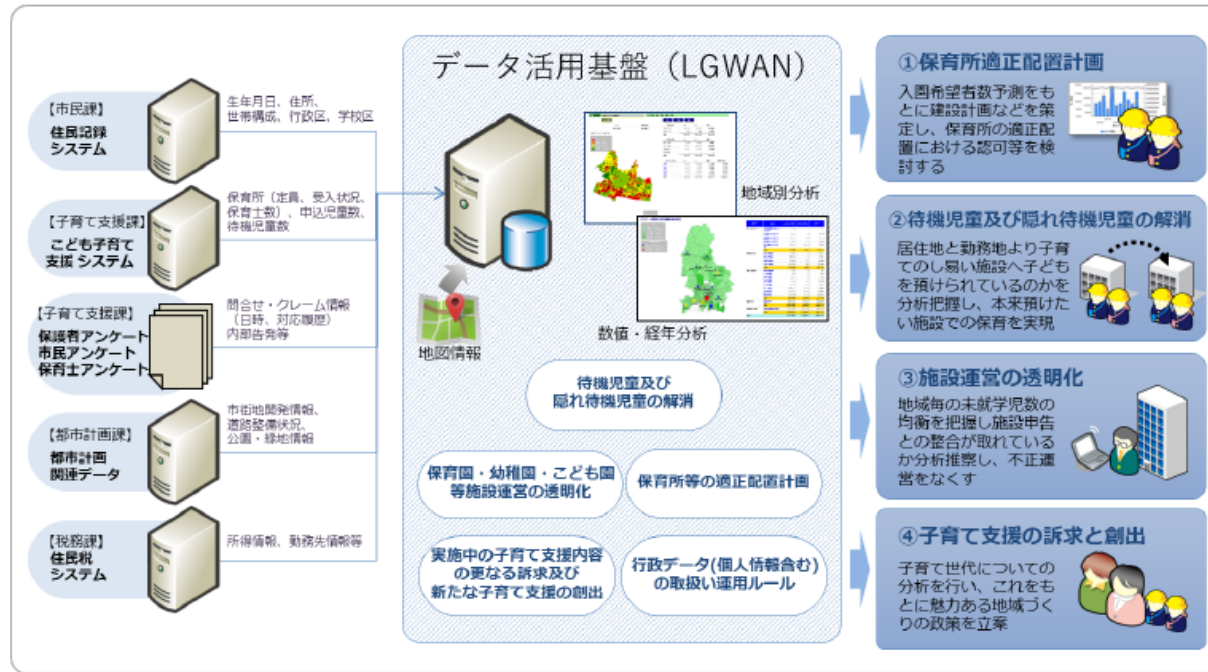 【市民課】
住民記録
システム
生年月日、住所、
世帯構成、行政区、学校区
【子育て支援課】
こども子育て
支援 システム
保育所（定員、受入状況、
保育士数）、申込児童数、
待機児童数
【子育て支援課】
保護者アンケート
市民アンケート
保育士アンケート
問合せ・クレーム情報
（日時、対応履歴）
内部告発等
【都市計画課】
都市計画
関連データ
市街地開発情報、
道路整備状況、
公園・緑地情報
【税務課】
住民税
システム
所得情報、勤務先情報等
データ活用基盤（LGWAN）
地域別分析
数値・経年分析
地図情報
待機児童及び
隠れ待機児童の解消
保育園・幼稚園・こども園
等施設運営の透明化
保育所等の適正配置計画
実施中の子育て支援内容
の更なる訴求及び
新たな子育て支援の創出
行政データ(個人情報含む)
の取扱い運用ルール
①保育所適正配置計画
入園希望者数予測をも
とに建設計画などを策
定し、保育所の適正配
置における認可等を検
討する
②待機児童及び隠れ待機児童の解消
居住地と勤務地より子育
てのし易い施設へ子ども
を預けられているのかを
分析把握し、本来預けた
い施設での保育を実現
③施設運営の透明化
地域毎の未就学児数の
均衡を把握し施設申告
との整合が取れている
か分析推察し、不正運
営をなくす
④子育て支援の訴求と創出
子育て世代についての
分析を行い、これをも
とに魅力ある地域づく
りの政策を立案